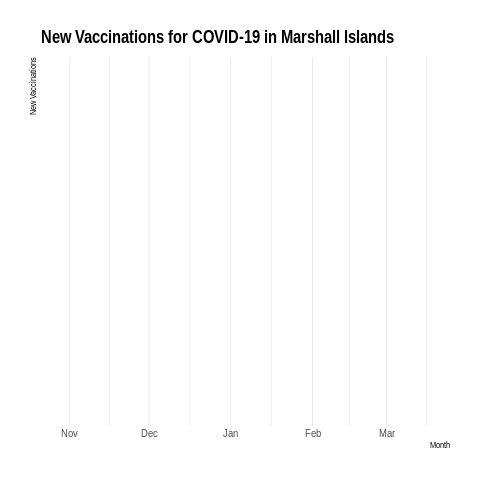 New Vaccinations for COVID-19 in Marshall Islands
New Vaccinations
Nov Dec Jan Feb Mar
Month